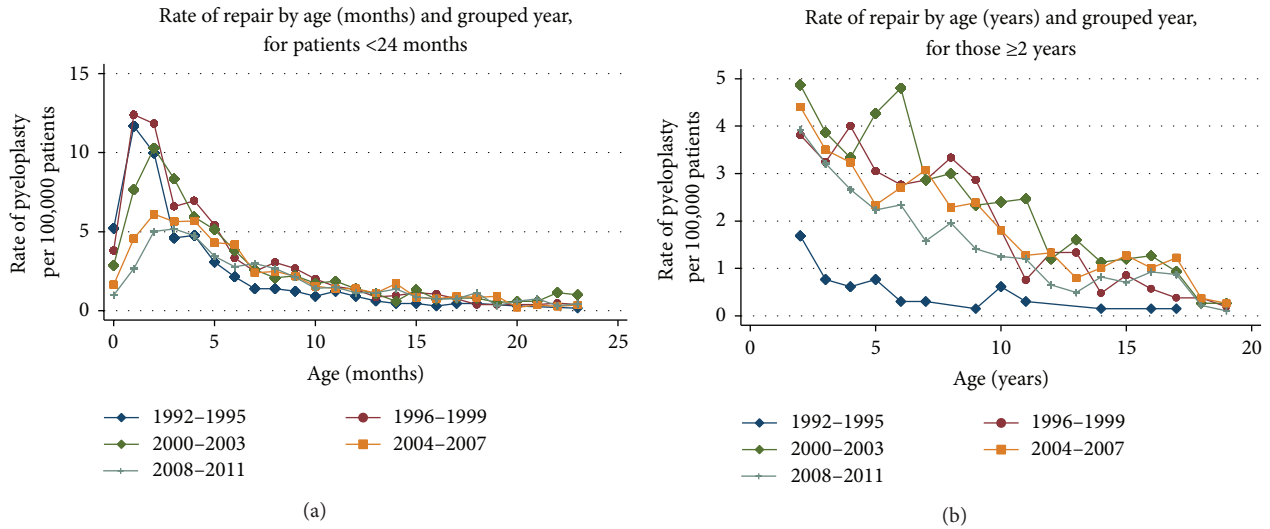 Rate of repair by age (months) and grouped year,
for patients <24 months
15
10
5
0
Rate of pyeloplasty
per 100,000 patients
0 5 10 15 20 25
Age (months)
1992–1995 1996–1999
2000–2003 2004–2007
2008–2011
(a)
Rate of repair by age (years) and grouped year,
for those ≥2 years
5
4
3
2
1
0
Rate of pyeloplasty
per 100,000 patients
0 5 10 15 20
Age (years)
1992–1995 1996–1999
2000–2003 2004–2007
2008–2011
(b)